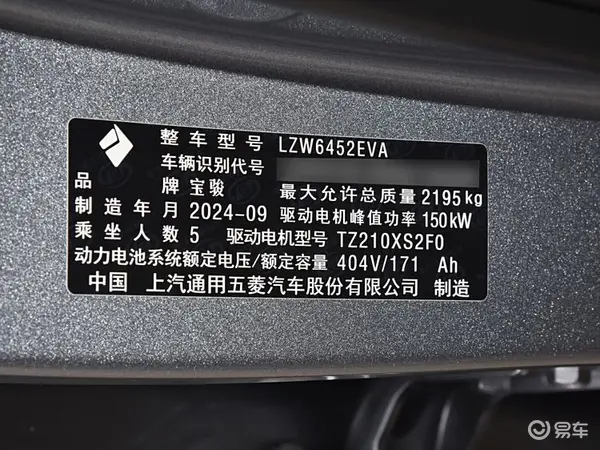 整车型号 LZW6452EVA
车辆识别代号
品牌 宝骏 最大允许总质量 2195kg
制造年月 2024-09 驱动电机峰值功率 150kW
乘坐人数 5 驱动电机型号 TZ210XS2F0
动力电池系统额定电压/额定容量 404V/171 Ah
中国 上汽通用五菱汽车股份有限公司 制造
易车